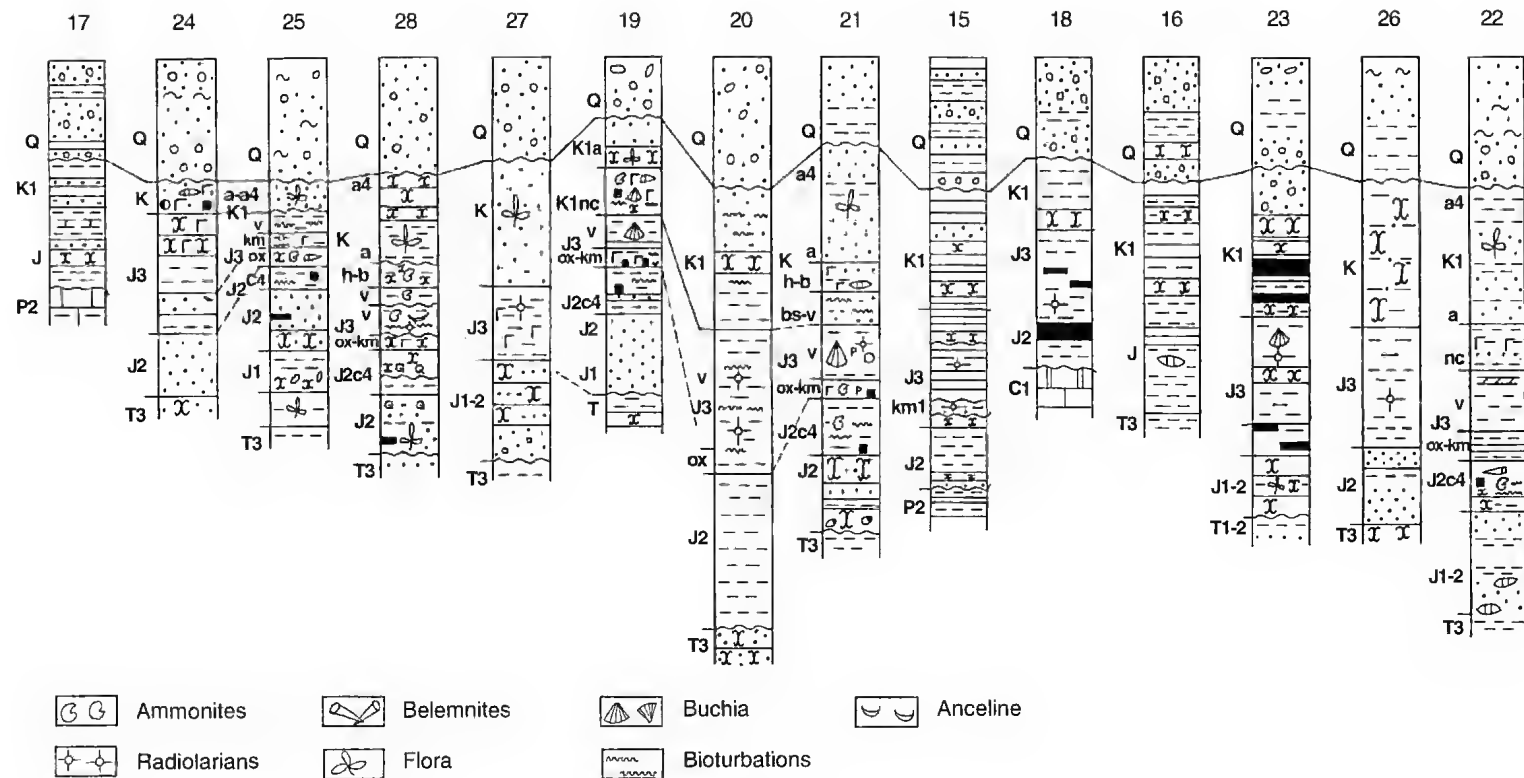 17 24 25 28 27 19 20 21 15 18 16 23 26 22
Q K1 J P2
Q K J3 J2 T3
Q a-a4 K1 v km J3 ox c4 J2 J2 J1 T3
Q a4 K a h-b v v J3 ox-km J2c4 J2 T3
Q K J3 J1-2 T3
Q K1a K1nc v J3 ox-km J2c4 J2 J1 T
Q K1 v J3 ox J2 T3
Q a4 K a h-b bs-v J3 v ox-km J2c4 J2 T3
Q K1 J3 km1 J2 P2
Q K1 J3 J2 C1
Q K1 J T3
Q K1 J3 J1-2 T1-2
Q K J3 J2 T3
Q a4 K1 a nc v J3 ox-km J2c4 J1-2 T3
Ammonites Belemnites Buchia Anceline
Radiolarians Flora Bioturbations